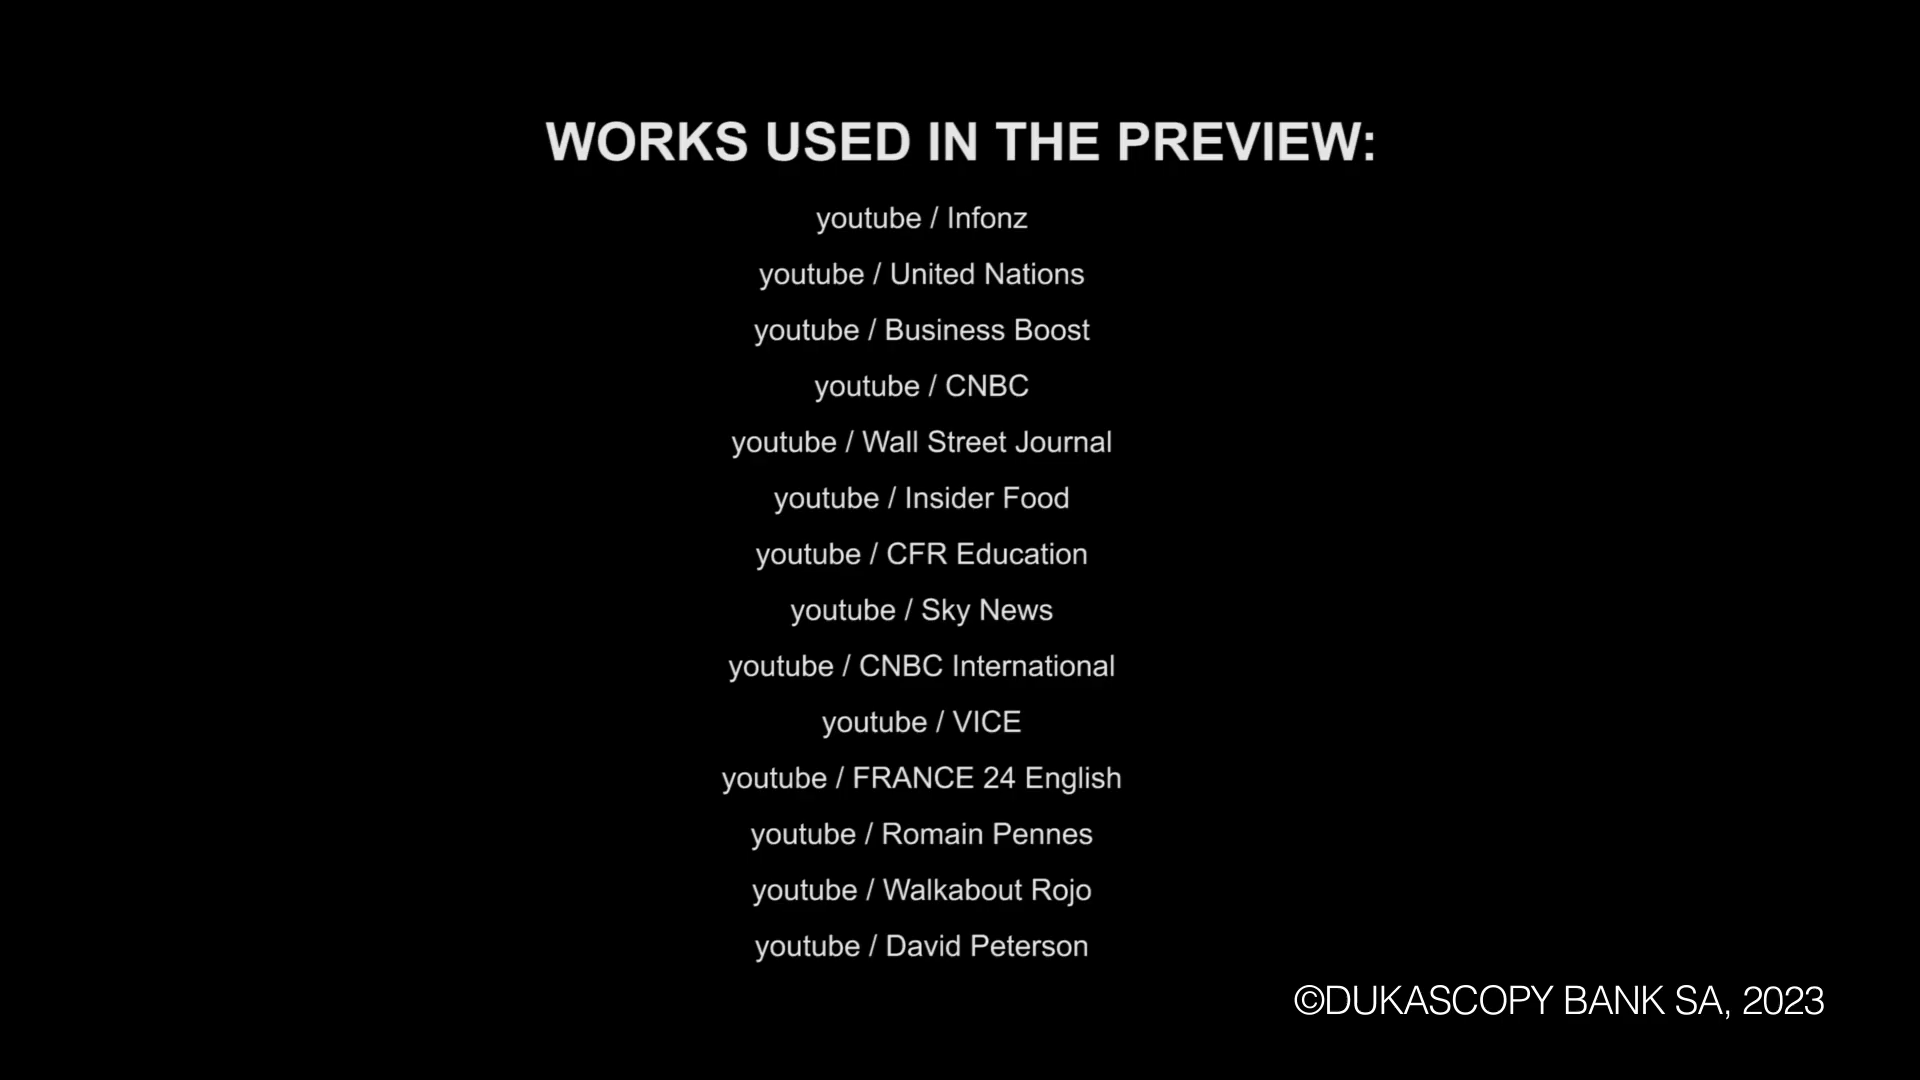 WORKS USED IN THE PREVIEW:
youtube / Infonz
youtube / United Nations
youtube / Business Boost
youtube / CNBC
youtube / Wall Street Journal
youtube / Insider Food
youtube / CFR Education
youtube / Sky News
youtube / CNBC International
youtube / VICE
youtube / FRANCE 24 English
youtube / Romain Pennes
youtube / Walkabout Rojo
youtube / David Peterson
©DUKASCOPY BANK SA, 2023